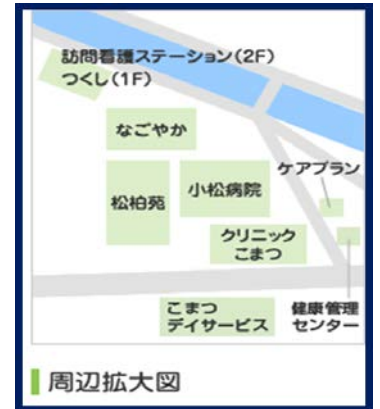 訪問看護ステーション(2F)
つくし(1F)
なごやか
ケアプラン
松柏苑
小松病院
クリニック
こまつ
こまつ
デイサービス
健康管理
センター
周辺拡大図